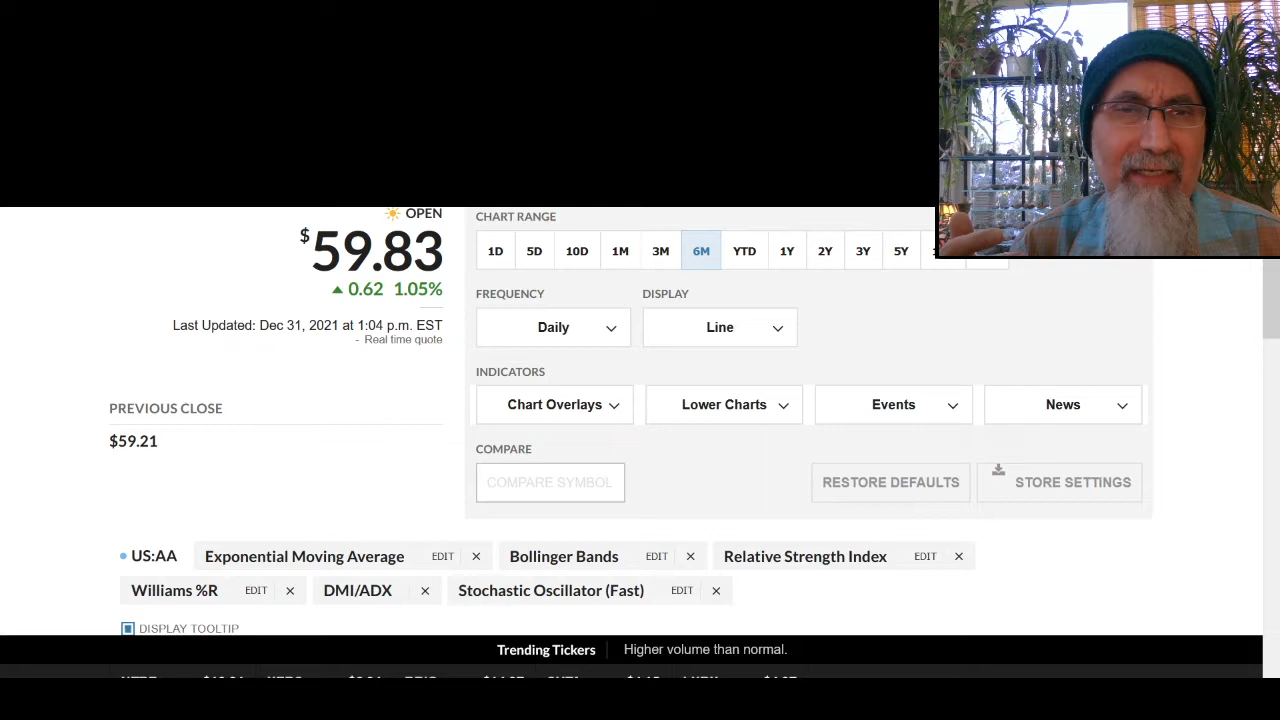 OPEN
$59.83
0.62 1.05%
Last Updated: Dec 31, 2021 at 1:04 p.m. EST
- Real time quote
PREVIOUS CLOSE
$59.21
CHART RANGE
1D 5D 10D 1M 3M 6M YTD 1Y 2Y 3Y 5Y
FREQUENCY DISPLAY
Daily Line
INDICATORS
Chart Overlays Lower Charts Events News
COMPARE
COMPARE SYMBOL RESTORE DEFAULTS STORE SETTINGS
US:AA Exponential Moving Average EDIT × Bollinger Bands EDIT × Relative Strength Index EDIT ×
Williams %R EDIT × DMI/ADX × Stochastic Oscillator (Fast) EDIT ×
DISPLAY TOOLTIP
Trending Tickers | Higher volume than normal.